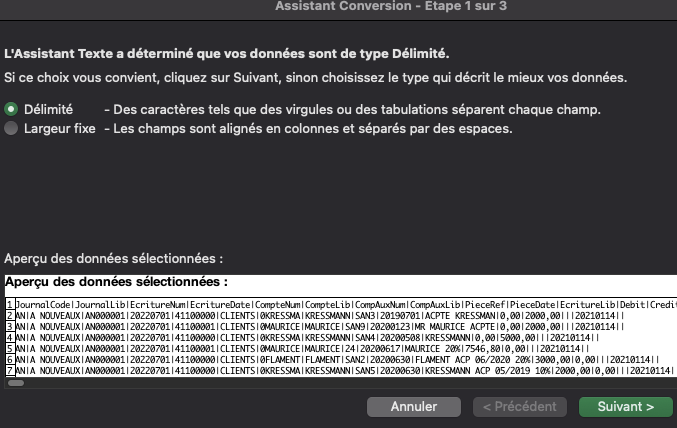 Assistant Conversion - Étape 1 sur 3
L'Assistant Texte a déterminé que vos données sont de type Délimité.
Si ce choix vous convient, cliquez sur Suivant, sinon choisissez le type qui décrit le mieux vos données.
Délimité - Des caractères tels que des virgules ou des tabulations séparent chaque champ.
Largeur fixe - Les champs sont alignés en colonnes et séparés par des espaces.
Aperçu des données sélectionnées :
Aperçu des données sélectionnées :
1 JournalCode|JournalLib|EcritureNum|EcritureDate|CompteNum|CompteLib|CompAuxNum|CompAuxLib|PieceRef|PieceDate|EcritureLib|Debit|Credit
2 AN|A NOUVEAUX|AN000001|20220701|41100000|CLIENTS|0KRESSMA|KRESSMANN|SAN3|20190701|ACPTE KRESSMAN|0,00|2000,00|||20210114||
3 AN|A NOUVEAUX|AN000001|20220701|41100001|CLIENTS|0MAURICE|MAURICE|SAN9|20200123|MR MAURICE ACPTE|0,00|2000,00|||20210114||
4 AN|A NOUVEAUX|AN000001|20220701|41100000|CLIENTS|0KRESSMA|KRESSMANN|SAN4|20200508|KRESSMANN|0,00|5000,00|||20210114||
5 AN|A NOUVEAUX|AN000001|20220701|41100001|CLIENTS|0MAURICE|MAURICE|24|20200617|MAURICE 20%|7546,80|0,00|||20210114||
6 AN|A NOUVEAUX|AN000001|20220701|41100001|CLIENTS|0FLAMENT|FLAMENT|SAN2|20200630|FLAMENT ACP 06/2020 20%|3000,00|0,00|||20210114||
7 AN|A NOUVEAUX|AN000001|20220701|41100001|CLIENTS|0KRESSMA|KRESSMANN|SAN5|20200630|KRESSMANN ACP 05/2019 10%|2000,00|0,00|||20210114|
Annuler < Précédent Suivant >